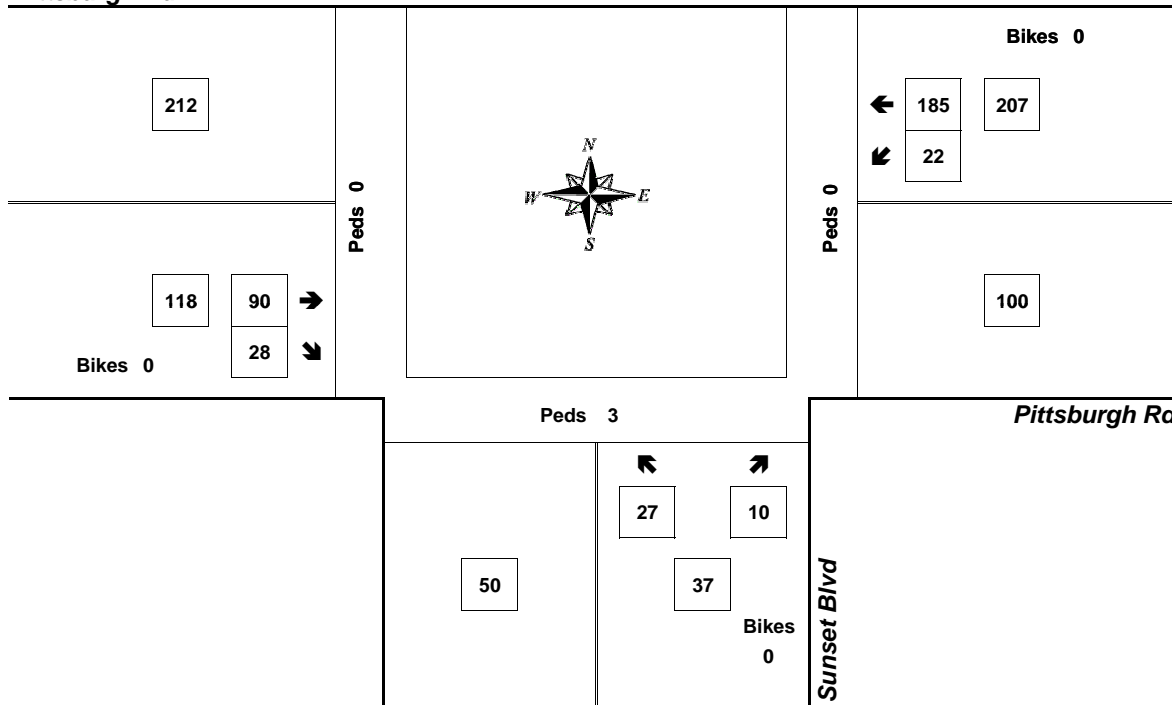 Bikes 0
212
185 207
22
N
W E
S
Peds 0
Peds 0
118 90
28
Bikes 0
100
Peds 3
Pittsburgh Rd
27 10
50
37
Bikes
0
Sunset Blvd